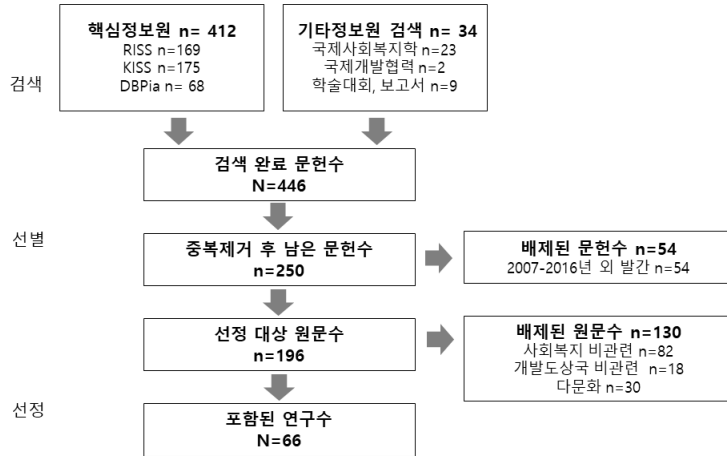 핵심정보원 n= 412
RISS n=169
KISS n=175
DBPia n= 68
기타정보원 검색 n= 34
국제사회복지학 n=23
국제개발협력 n=2
학술대회, 보고서 n=9
검색
검색 완료 문헌수
N=446
선별
중복제거 후 남은 문헌수
n=250
배제된 문헌수 n=54
2007-2016년 외 발간 n=54
선정 대상 원문수
n=196
배제된 원문수 n=130
사회복지 비관련 n=82
개발도상국 비관련 n=18
다문화 n=30
선정
포함된 연구수
N=66